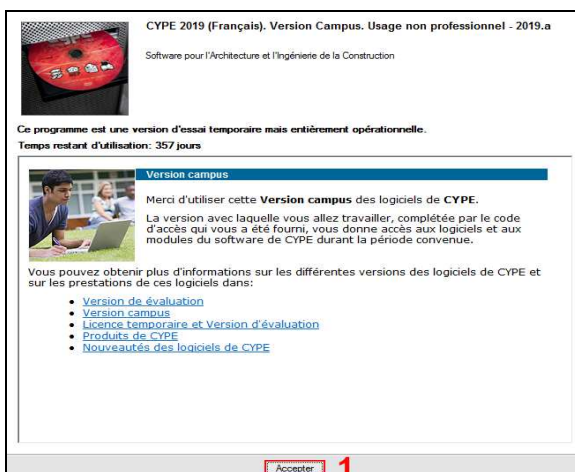 CYPE 2019 (Français). Version Campus. Usage non professionnel - 2019.a
Software pour l'Architecture et l'Ingénierie de la Construction
Ce programme est une version d'essai temporaire mais entièrement opérationnelle.
Temps restant d'utilisation: 357 jours
Version campus
Merci d'utiliser cette Version campus des logiciels de CYPE.
La version avec laquelle vous allez travailler, complétée par le code
d'accès qui vous a été fourni, vous donne accès aux logiciels et aux
modules du software de CYPE durant la période convenue.
Vous pouvez obtenir plus d'informations sur les différentes versions des logiciels de CYPE et
sur les prestations de ces logiciels dans:
Version de évaluation
Version campus
Licence temporaire et Version d'évaluation
Produits de CYPE
Nouveautés des logiciels de CYPE
Accepter 1